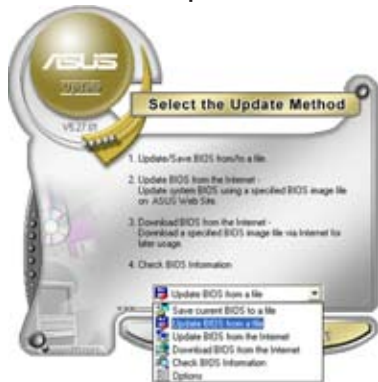 ASUS
Update
V6.27.01
Select the Update Method
1. Update/Save BIOS from/to a file.
2. Update BIOS from the Internet -
Update system BIOS using a specified BIOS image file
on ASUS Web Site.
3. Download BIOS from the Internet -
Download a specified BIOS image file via Internet for
later usage.
4. Check BIOS Information
Update BIOS from a file
Save current BIOS to a file
Update BIOS from a file
Update BIOS from the Internet
Download BIOS from the Internet
Check BIOS Information
Options